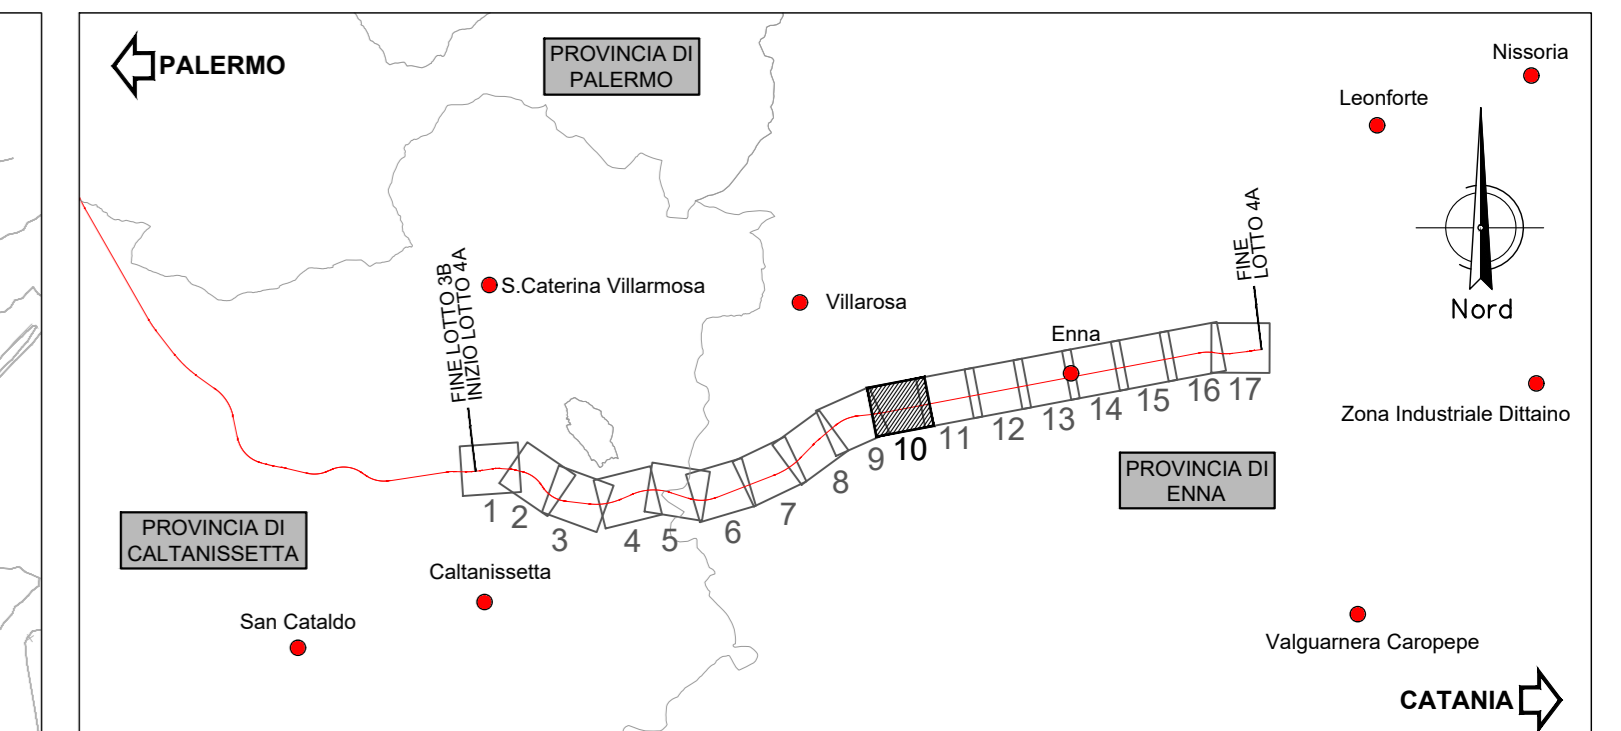 PALERMO
PROVINCIA DI
PALERMO
Nissoria
Leonforte
Nord
FINE LOTTO 3B
INIZIO LOTTO 4A
S.Caterina Villarmosa
Villarosa
FINE
LOTTO 4A
Enna
Zona Industriale Dittaino
1
2
3
4
5
6
7
8
9
10
11
12
13
14
15
16
17
PROVINCIA DI
ENNA
PROVINCIA DI
CALTANISSETTA
Caltanissetta
San Cataldo
Valguarnera Caropepe
CATANIA